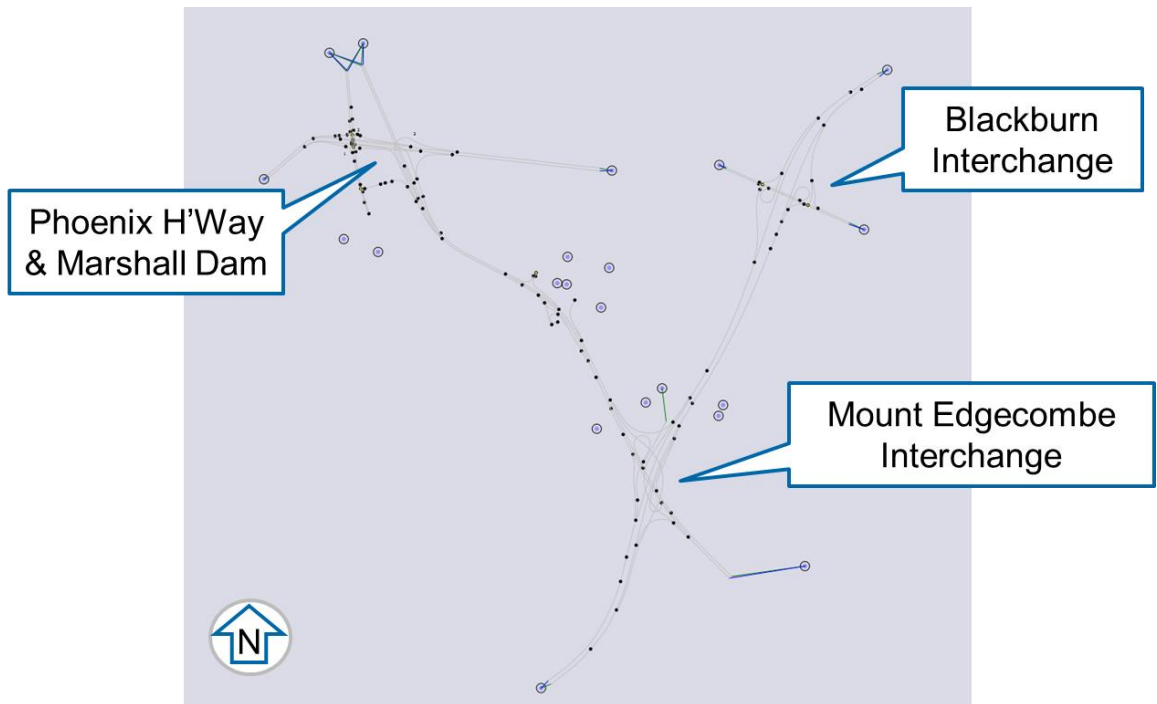 Blackburn
Interchange
Phoenix H'Way
& Marshall Dam
Mount Edgecombe
Interchange
N